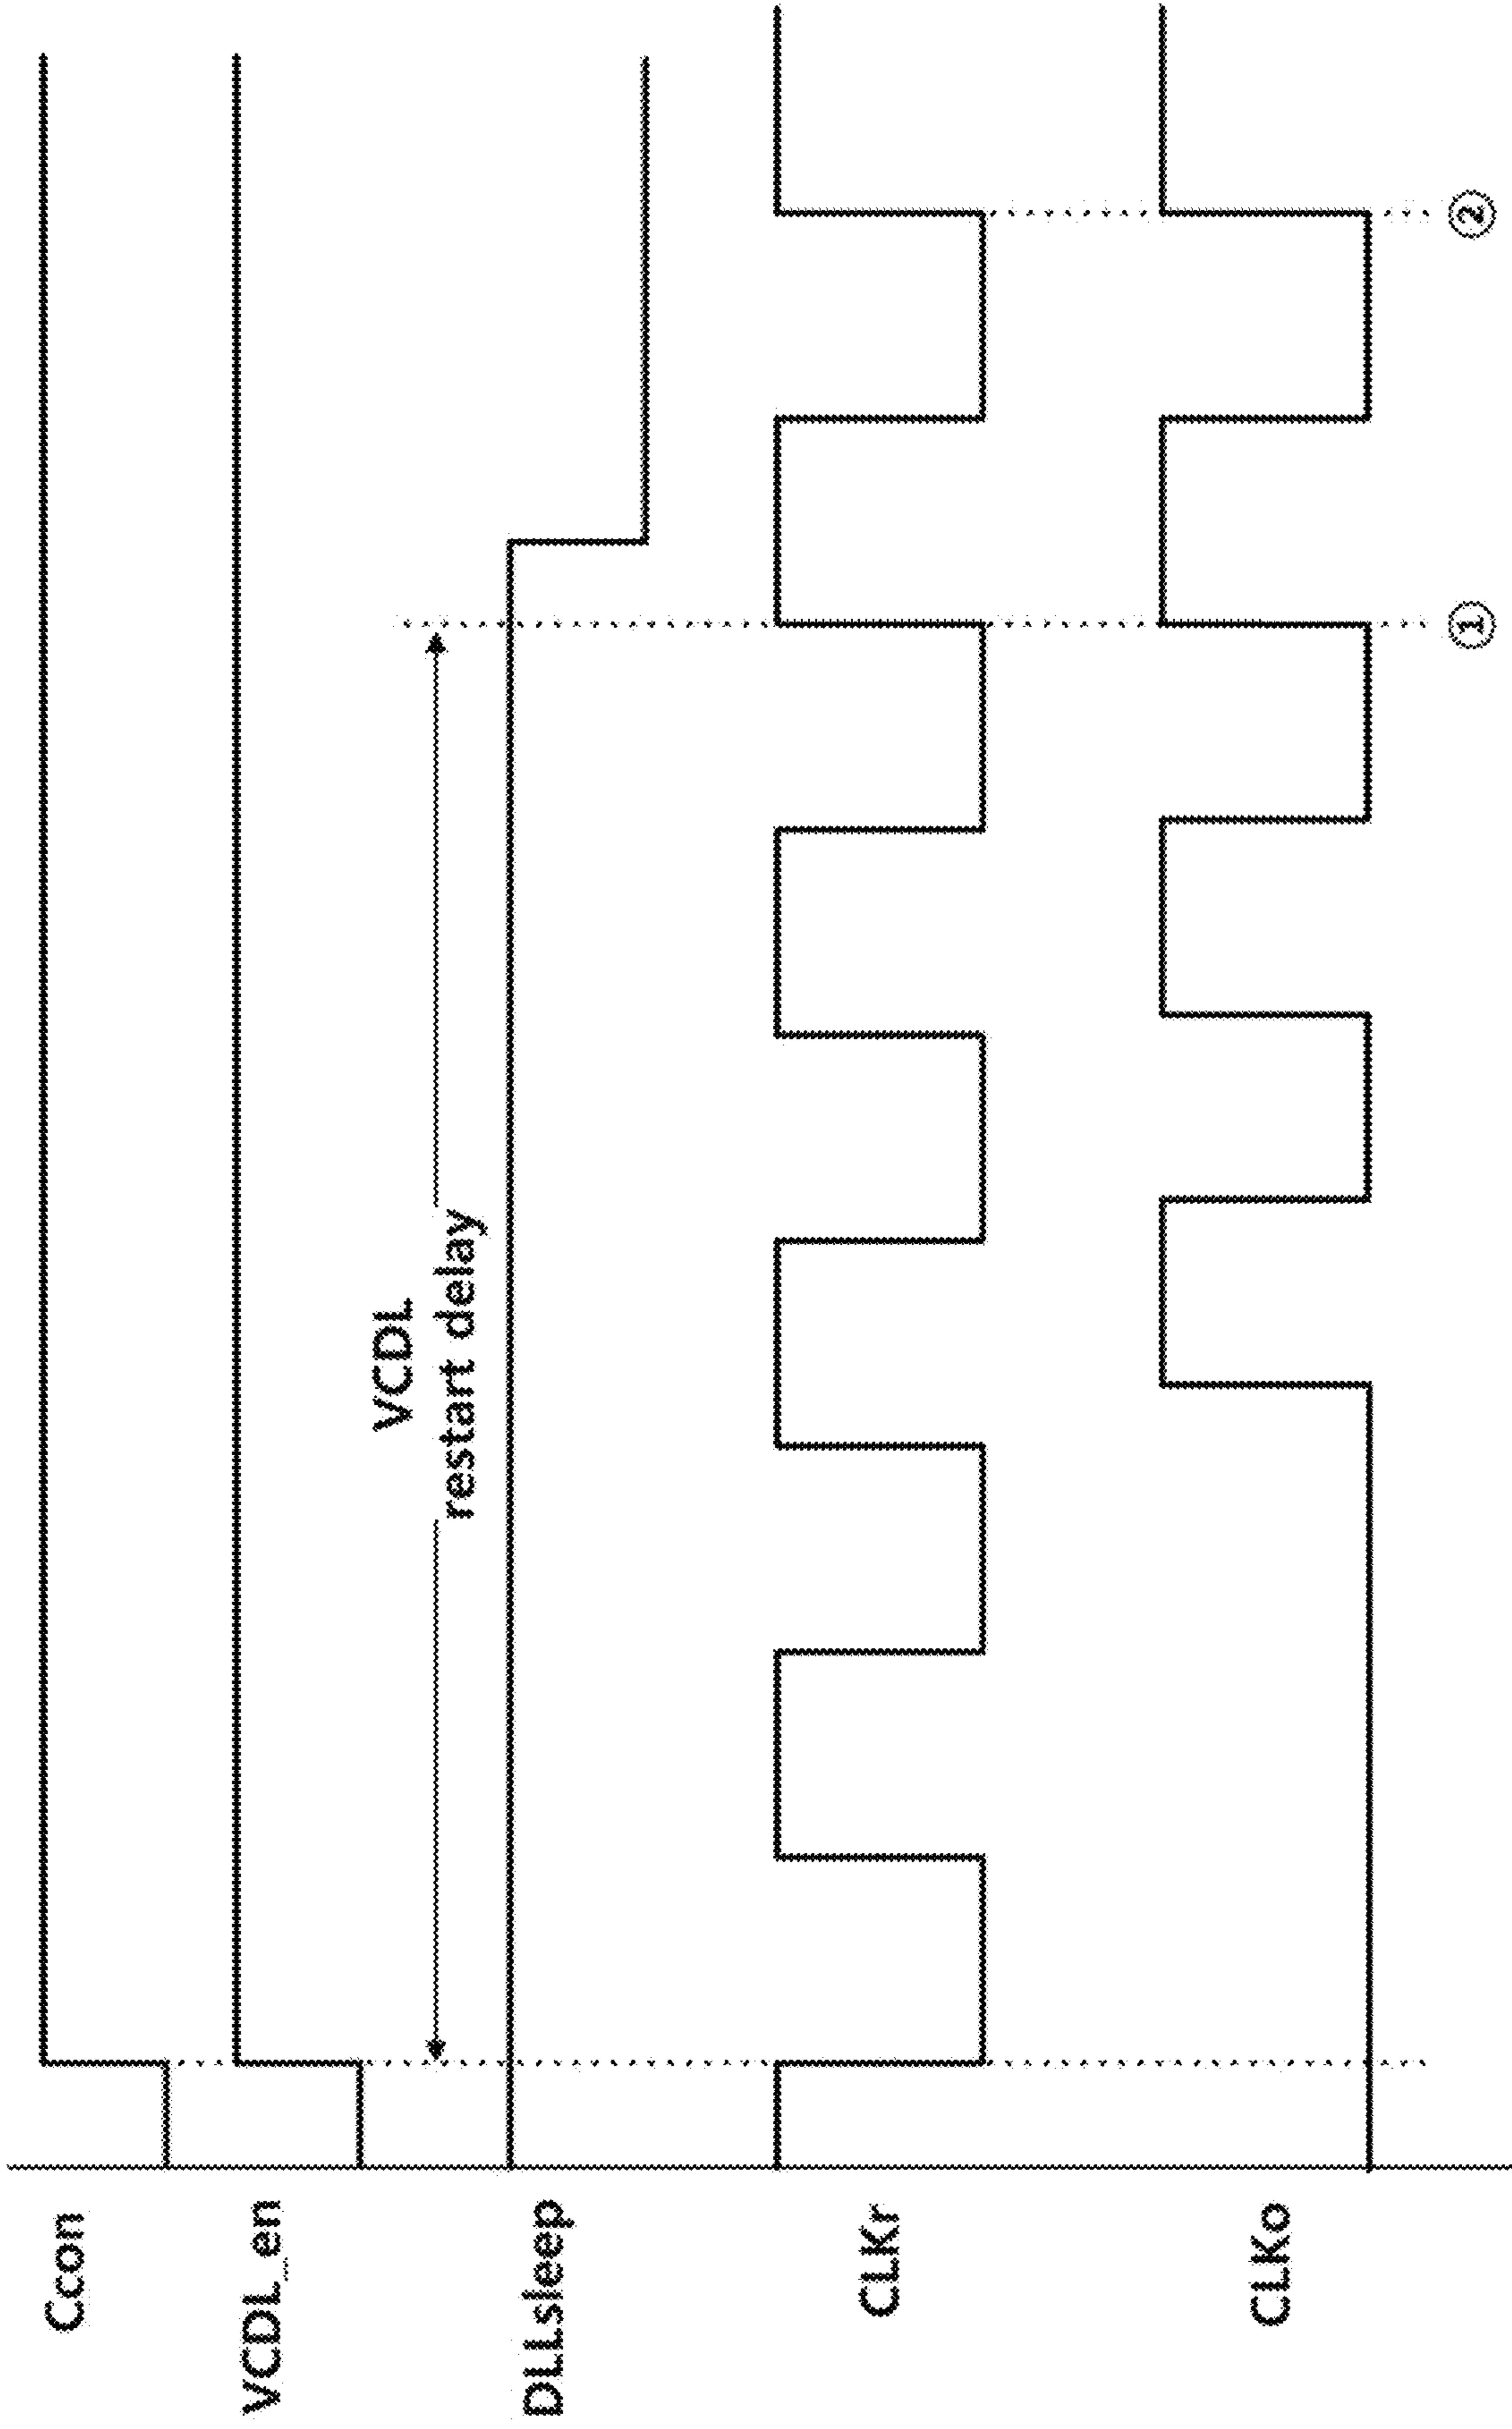 Ccon
VCDL_en
VCDL
restart delay
DLLsleep
CLKr
CLKo
①
②